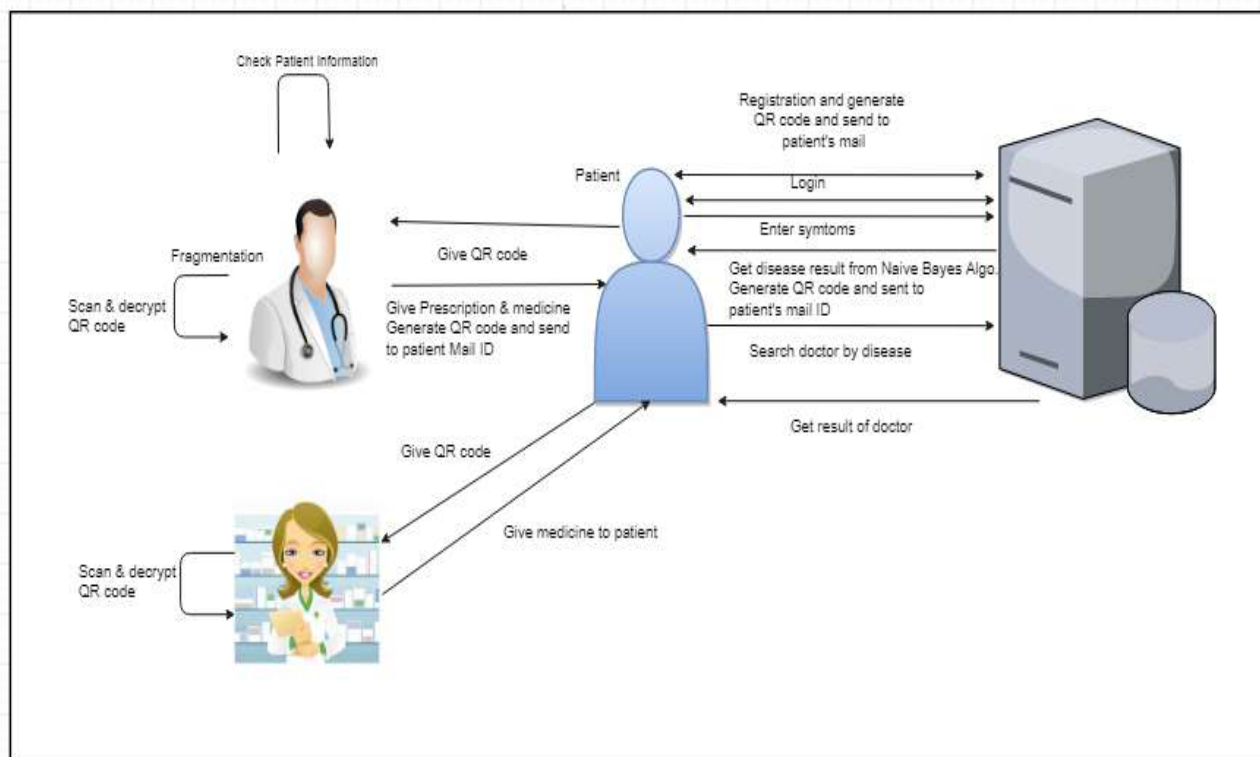 Check Patient Information
Registration and generate
QR code and send to
patient's mail
Patient
Login
Enter symtoms
Give QR code
Fragmentation
Scan & decrypt
QR code
Get disease result from Naive Bayes Algo.
Generate QR code and sent to
patient's mail ID
Give Prescription & medicine
Generate QR code and send
to patient Mail ID
Search doctor by disease
Get result of doctor
Give QR code
Give medicine to patient
Scan & decrypt
QR code